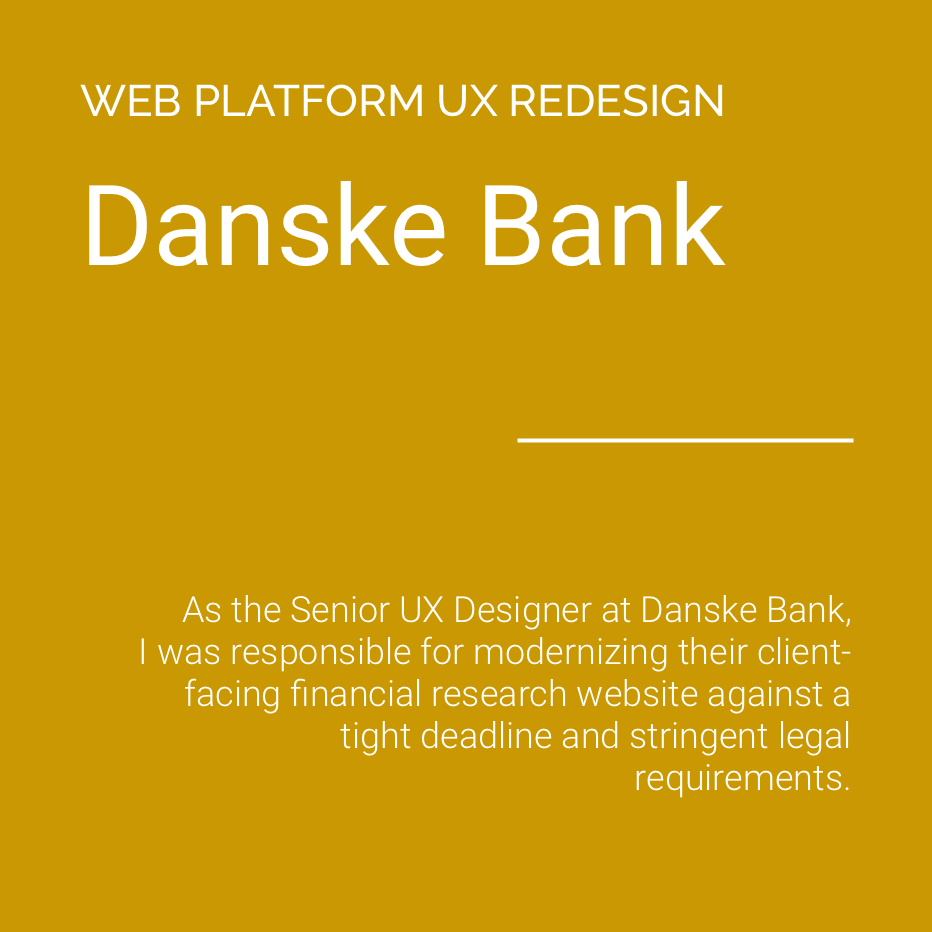 WEB PLATFORM UX REDESIGN
Danske Bank
As the Senior UX Designer at Danske Bank,
I was responsible for modernizing their client-
facing financial research website against a
tight deadline and stringent legal
requirements.